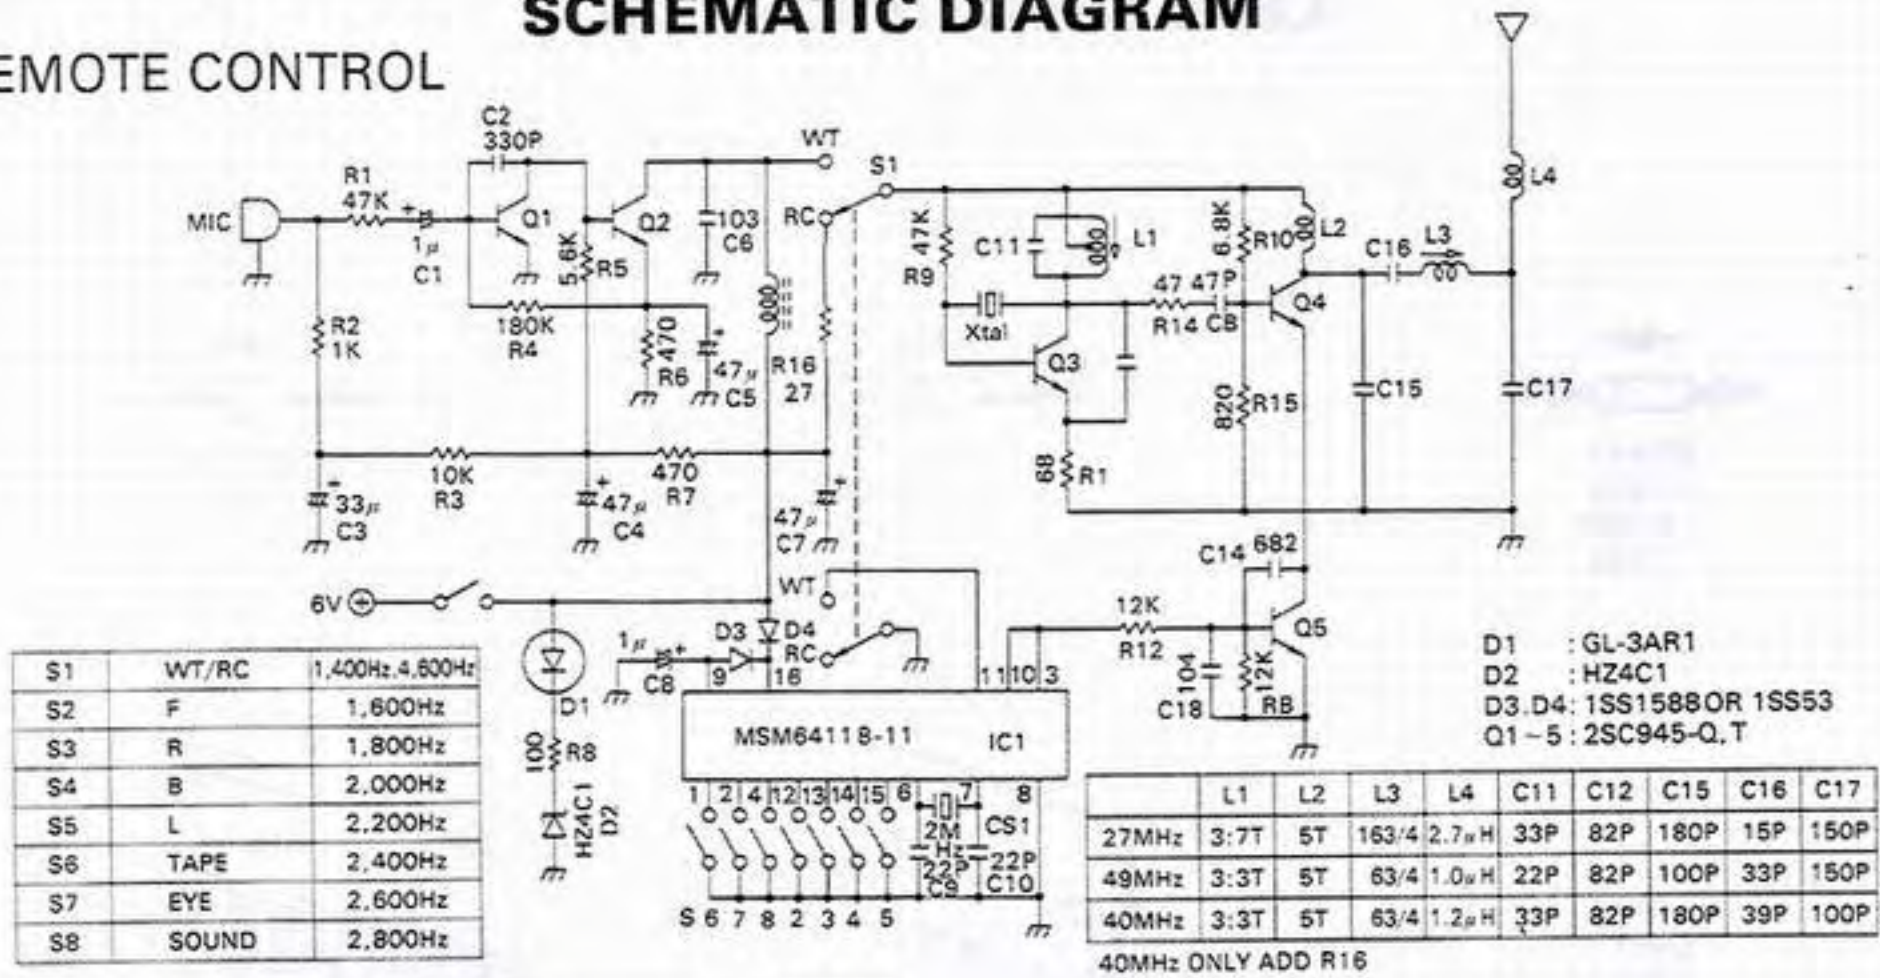 SCHEMATIC DIAGRAM
EMOTE CONTROL
C2
330P
WT
S1
R1
47K
MIC
+
1μ
C1
Q1
Q2
103
C6
RC
5.6K
R5
180K
R4
R2
1K
470
R6
+
47μ
C5
R16
27
47K
R9
C11
L1
6.8K
R10
L2
C16
L3
L4
Xtal
47 47P
R14 C8
Q4
Q3
820
R15
C15
C17
68
R1
10K
R3
470
R7
+
33μ
C3
+
47μ
C4
+
47μ
C7
C14
682
6V +
WT
1μ
+
C8
D3
D4
RC
12K
R12
Q5
104
C18
12K
RB
D1
100
R8
HZ4C1
D2
9 16 11 10 3
MSM64118-11 IC1
1 2 4 12 13 14 15 6 7 8
2M
HZ
22P
C9
CS1
22P
C10
S 6 7 8 2 3 4 5
D1 : GL-3AR1
D2 : HZ4C1
D3.D4: 1SS1588OR 1SS53
Q1~5 : 2SC945-Q,T
S1 WT/RC 1,400Hz.4,600Hz
S2 F 1,600Hz
S3 R 1,800Hz
S4 B 2,000Hz
S5 L 2,200Hz
S6 TAPE 2,400Hz
S7 EYE 2,600Hz
S8 SOUND 2,800Hz
L1 L2 L3 L4 C11 C12 C15 C16 C17
27MHz 3:7T 5T 163/4 2.7μH 33P 82P 180P 15P 150P
49MHz 3:3T 5T 63/4 1.0μH 22P 82P 100P 33P 150P
40MHz 3:3T 5T 63/4 1.2μH 33P 82P 180P 39P 100P
40MHz ONLY ADD R16